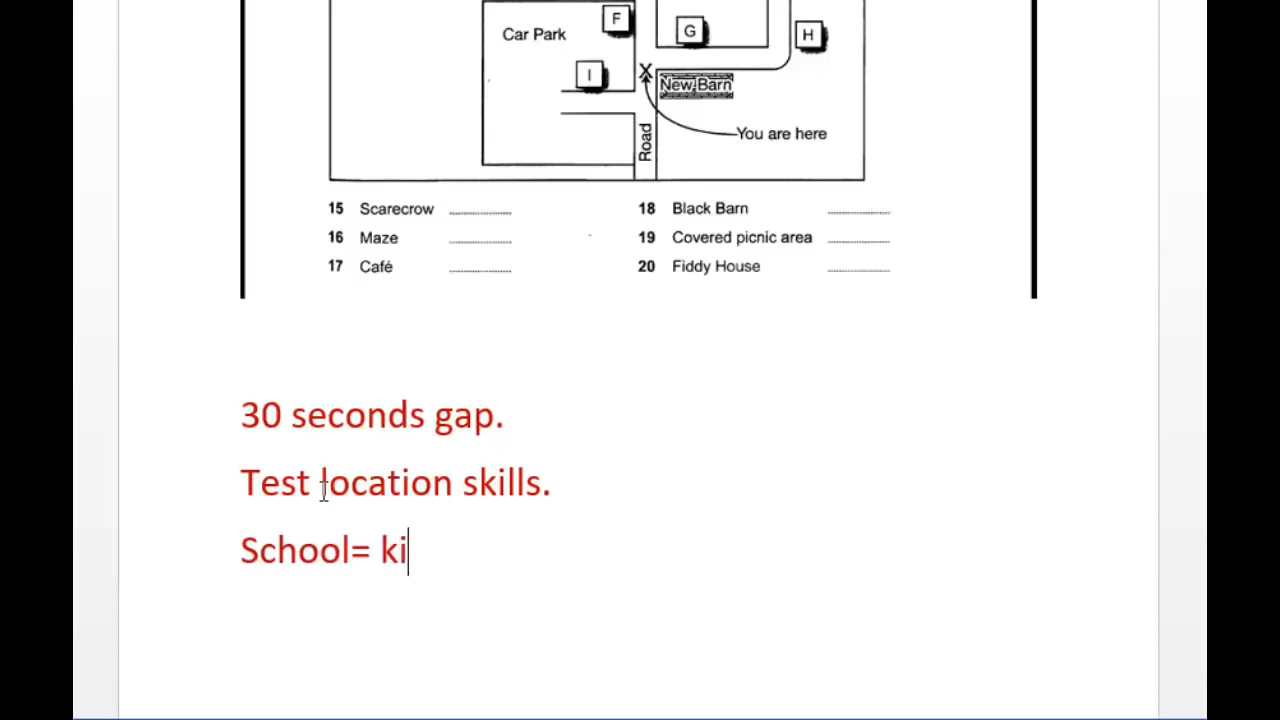 F
G
Car Park
H
I
X
New Barn
You are here
Road
15 Scarecrow
18 Black Barn
16 Maze
19 Covered picnic area
17 Café
20 Fiddy House
30 seconds gap.
Test location skills.
School= ki